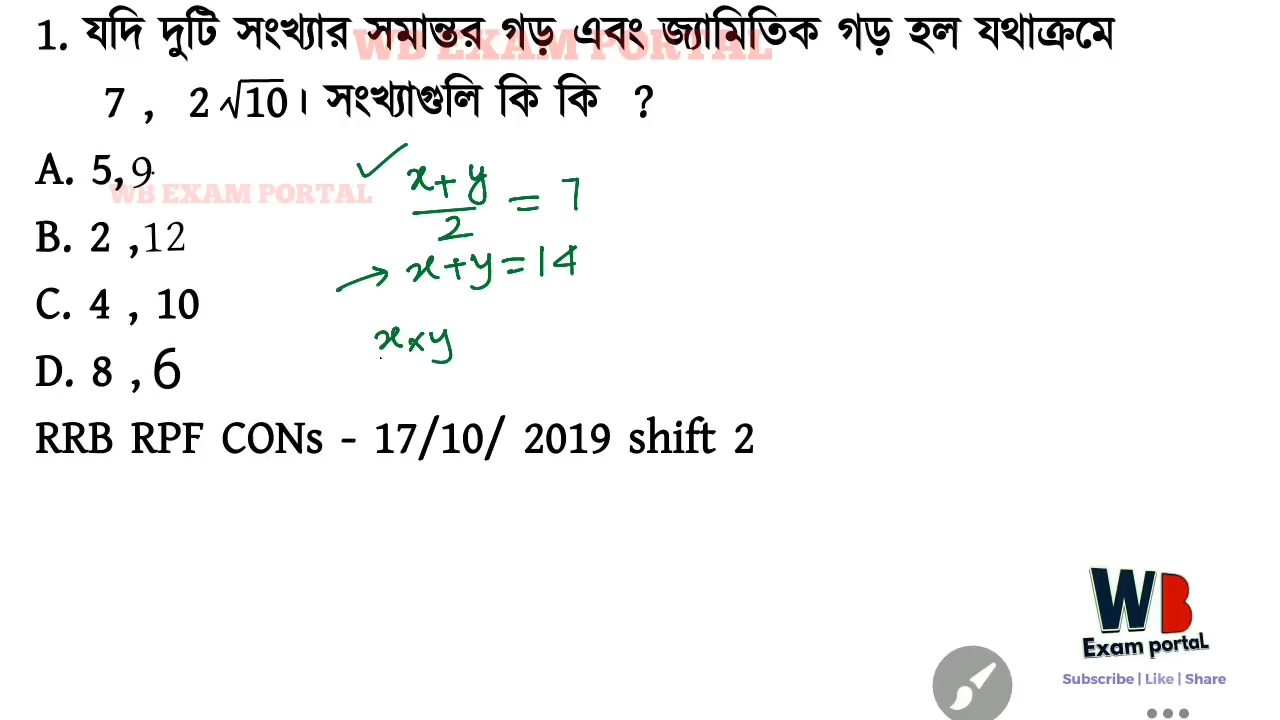 1. যদি দুটি সংখ্যার সমান্তর গড় এবং জ্যামিতিক গড় হল যথাক্রমে
WB EXAM PORTAL
7 , 2√10। সংখ্যাগুলি কি কি ?
A. 5,9
WB EXAM PORTAL
B. 2 ,12
C. 4 , 10
D. 8 , 6
x+y/2 = 7
x+y=14
x×y
RRB RPF CONs - 17/10/ 2019 shift 2
WB
Exam portaL
Subscribe | Like | Share